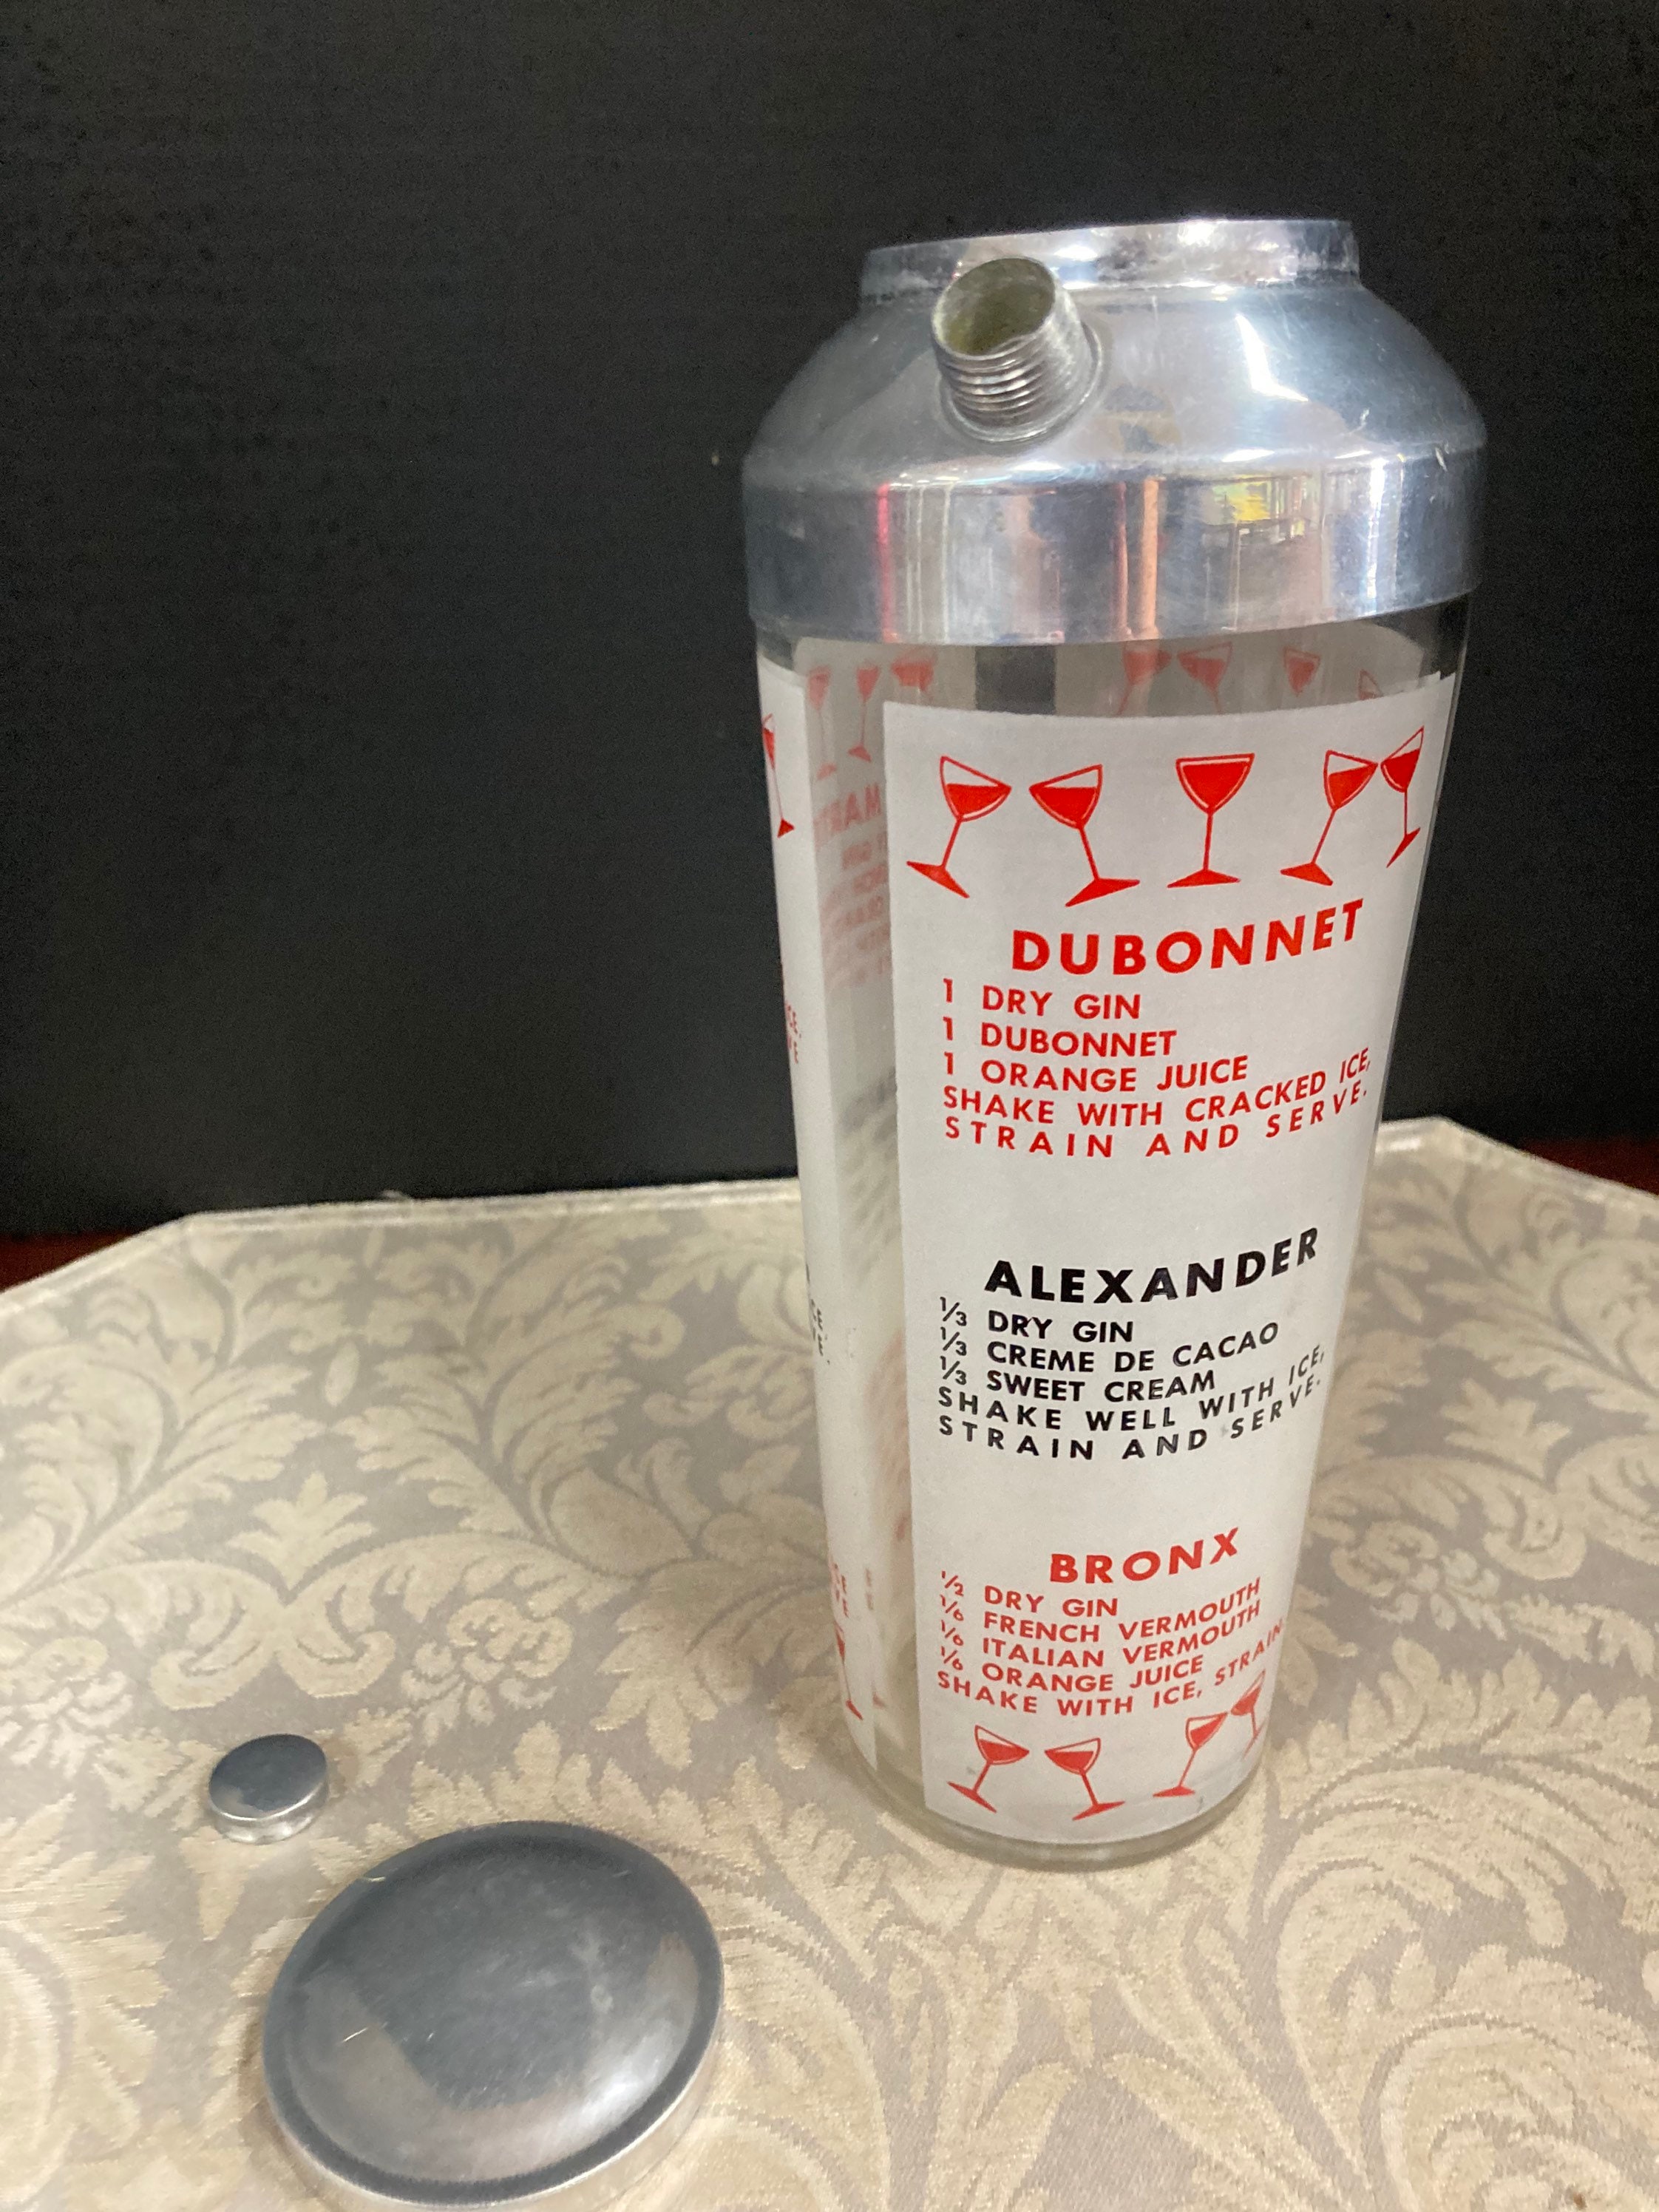 DUBONNET
1 DRY GIN
1 DUBONNET
1 ORANGE JUICE
SHAKE WITH CRACKED ICE,
STRAIN AND SERVE.
ALEXANDER
1/3 DRY GIN
1/3 CREME DE CACAO
1/3 SWEET CREAM
SHAKE WELL WITH ICE,
STRAIN AND SERVE.
BRONX
1/2 DRY GIN
1/6 FRENCH VERMOUTH
1/6 ITALIAN VERMOUTH
1/6 ORANGE JUICE
SHAKE WITH ICE, STRAIN.